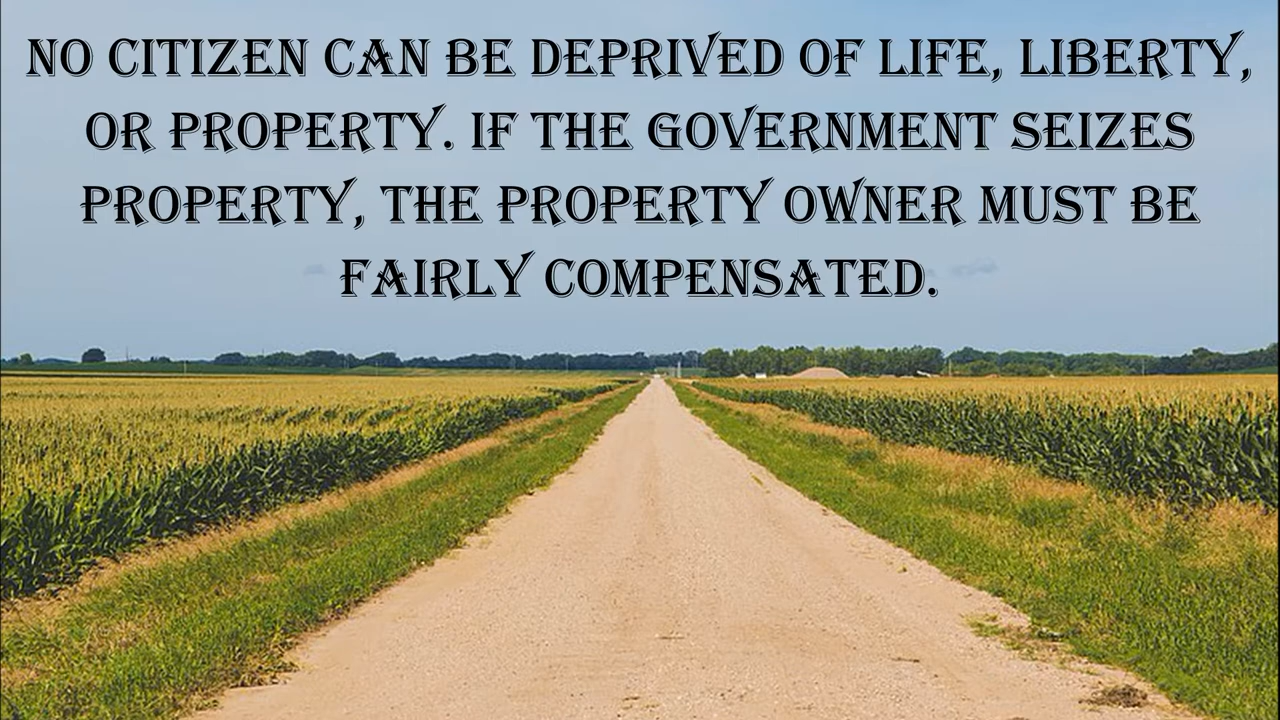 NO CITIZEN CAN BE DEPRIVED OF LIFE, LIBERTY,
OR PROPERTY. IF THE GOVERNMENT SEIZES
PROPERTY, THE PROPERTY OWNER MUST BE
FAIRLY COMPENSATED.